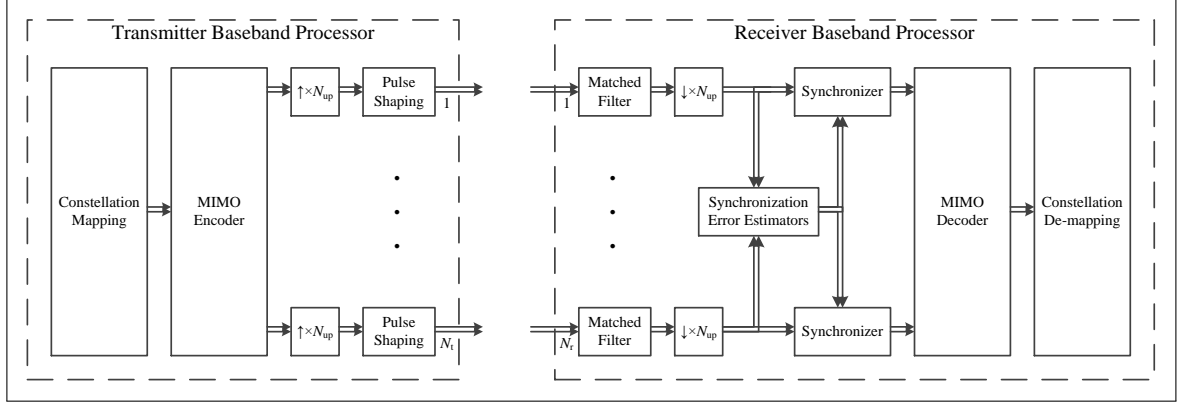 Transmitter Baseband Processor
Constellation
Mapping
MIMO
Encoder
↑×Nup
Pulse
Shaping
1
↑×Nup
Pulse
Shaping
Nt
Receiver Baseband Processor
1
Matched
Filter
↓×Nup
Synchronizer
Synchronization
Error Estimators
Nr
Matched
Filter
↓×Nup
Synchronizer
MIMO
Decoder
Constellation
De-mapping